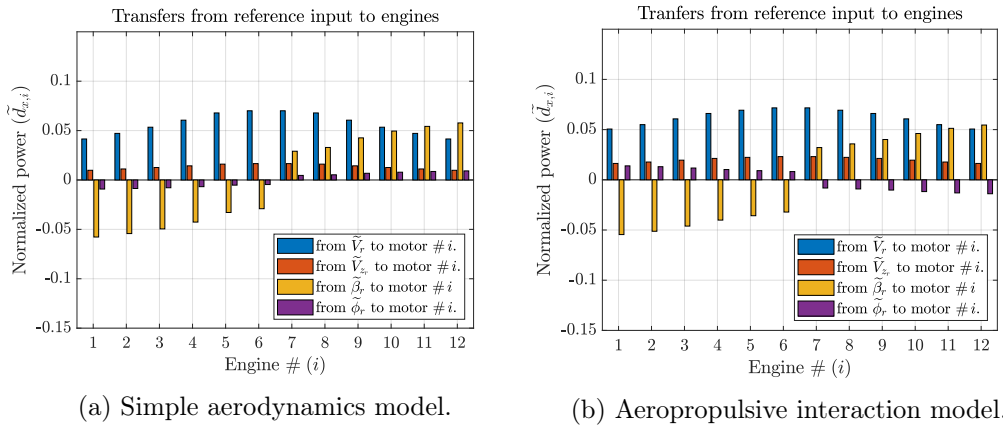 Transfers from reference input to engines
Normalized power (d̃x,i)
0.1
0.05
0
-0.05
-0.1
-0.15
from Ṽr to motor # i.
from Ṽzr to motor # i.
from β̃r to motor # i
from φ̃r to motor # i.
1 2 3 4 5 6 7 8 9 10 11 12
Engine # (i)
(a) Simple aerodynamics model.
Tranfers from reference input to engines
Normalized power (d̃x,i)
0.1
0.05
0
-0.05
-0.1
-0.15
from Ṽr to motor # i.
from Ṽzr to motor # i.
from β̃r to motor # i
from φ̃r to motor # i.
1 2 3 4 5 6 7 8 9 10 11 12
Engine # (i)
(b) Aeropropulsive interaction model.